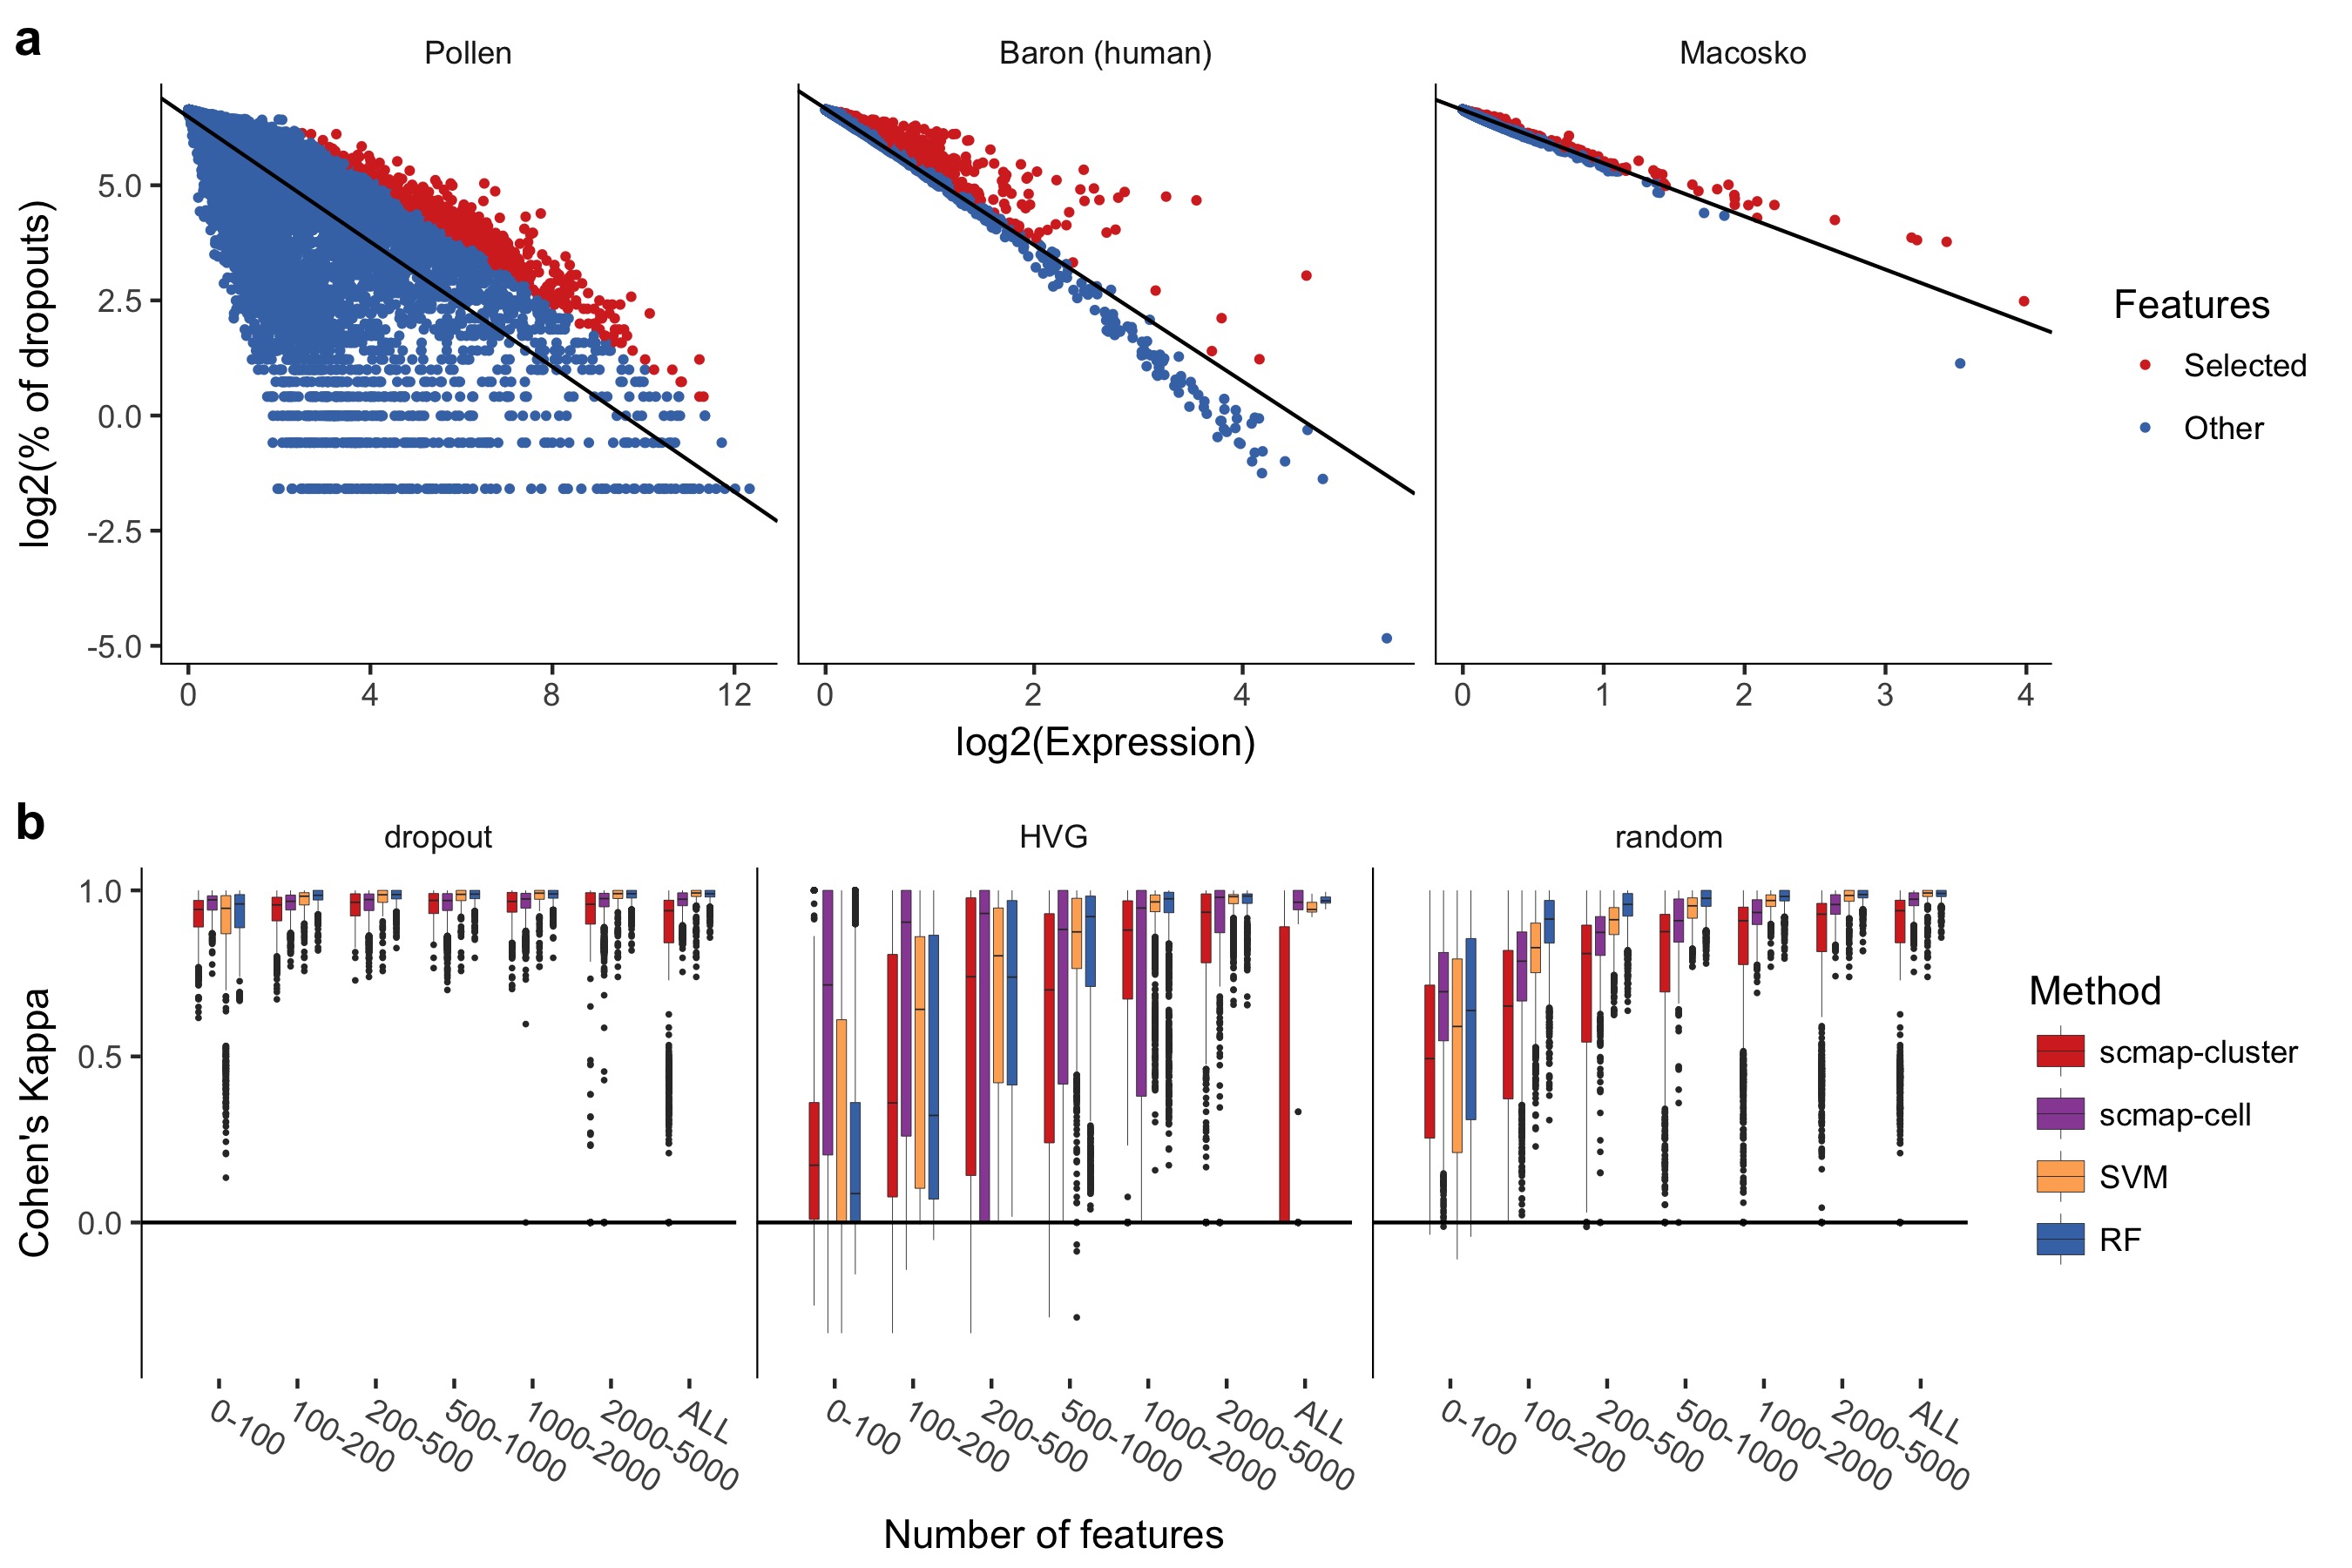 a
Pollen
Baron (human)
Macosko
log2(% of dropouts)
5.0
2.5
0.0
-2.5
-5.0
0
4
8
12
0
2
4
0
1
2
3
4
log2(Expression)
Features
Selected
Other
b
dropout
HVG
random
Cohen's Kappa
1.0
0.5
0.0
0-100
100-200
200-500
500-1000
1000-2000
2000-5000
ALL
0-100
100-200
200-500
500-1000
1000-2000
2000-5000
ALL
0-100
100-200
200-500
500-1000
1000-2000
2000-5000
ALL
Number of features
Method
scmap-cluster
scmap-cell
SVM
RF